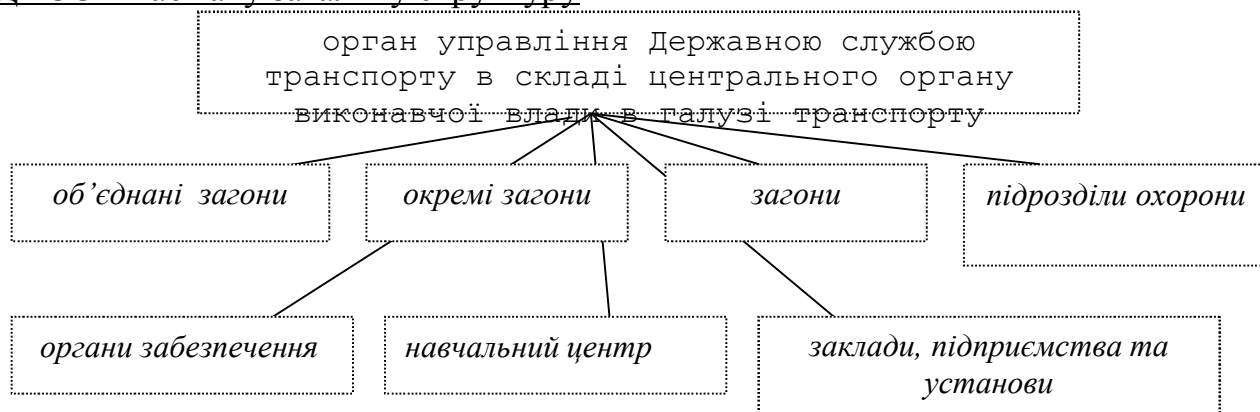 орган управління Державною службою
транспорту в складі центрального органу
виконавчої влади в галузі транспорту
об’єднані загони
окремі загони
загони
підрозділи охорони
органи забезпечення
навчальний центр
заклади, підприємства та
установи